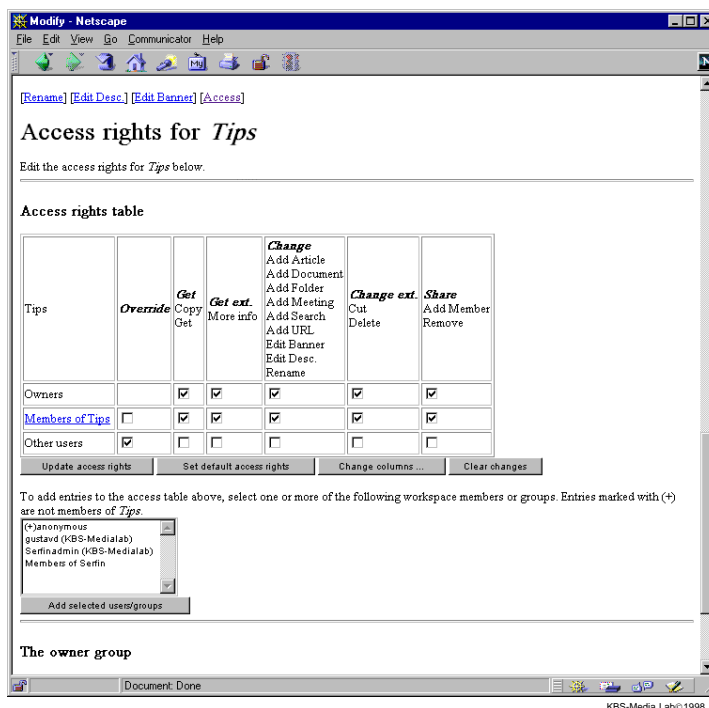 Modify - Netscape
File Edit View Go Communicator Help
My
N
[Rename] [Edit Desc.] [Edit Banner] [Access]
Access rights for Tips
Edit the access rights for Tips below.
Access rights table
Tips
Override
Get
Copy
Get
Get ext.
More info
Change
Add Article
Add Document
Add Folder
Add Meeting
Add Search
Add URL
Edit Banner
Edit Desc.
Rename
Change ext.
Cut
Delete
Share
Add Member
Remove
Owners
Members of Tips
Other users
Update access rights Set default access rights Change columns ... Clear changes
To add entries to the access table above, select one or more of the following workspace members or groups. Entries marked with (+)
are not members of Tips.
(+)anonymous
gustavd (KBS-Medialab)
Serfinadmin (KBS-Medialab)
Members of Serfin
Add selected users/groups
The owner group
Document: Done
KBS-Media Lab©1998